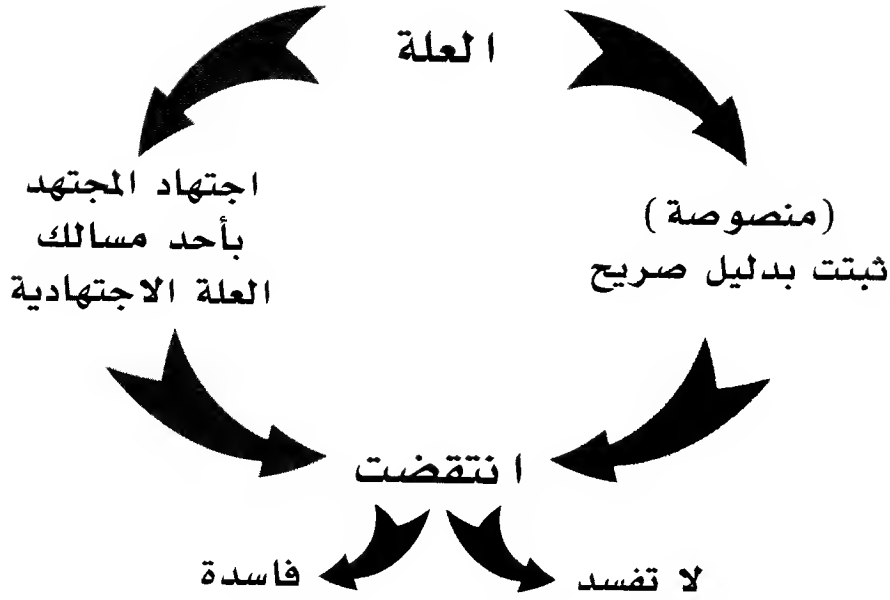 العلة
(منصوصة)
ثبتت بدليل صريح
اجتهاد المجتهد
بأحد مسالك
العلة الاجتهادية
انتقضت
لا تفسد
فاسدة